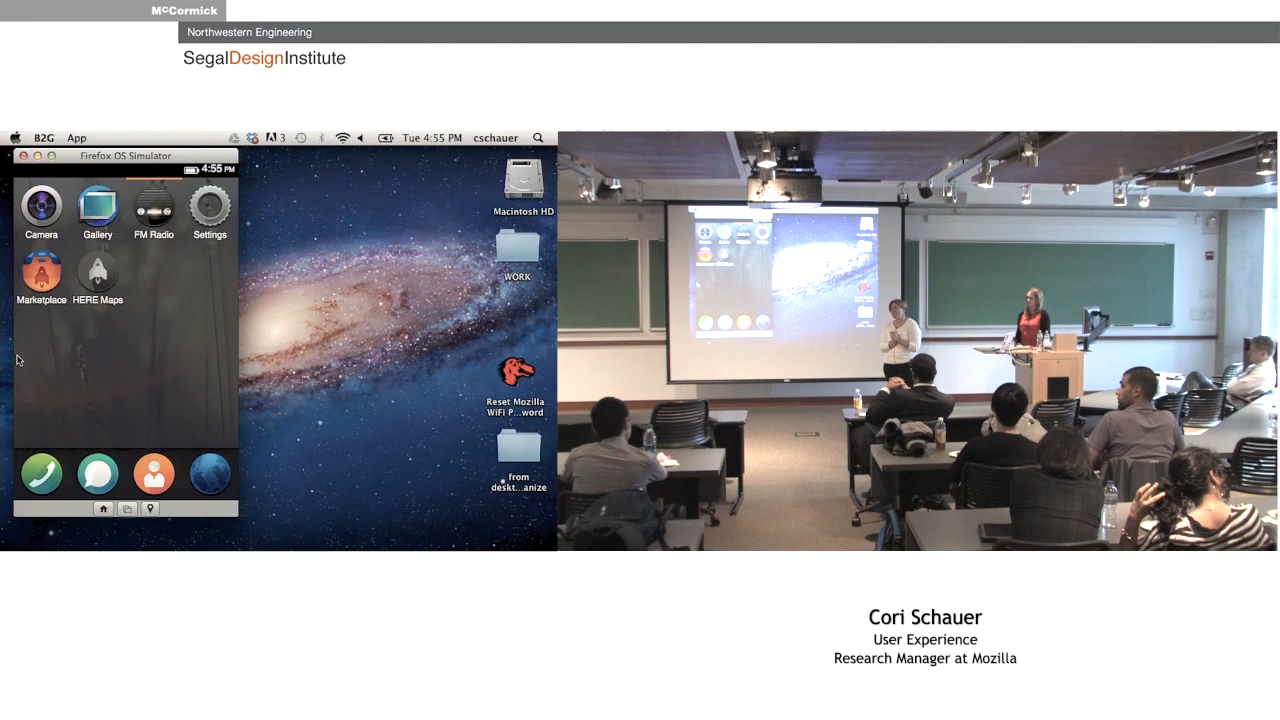 McCormick
Northwestern Engineering
SegalDesignInstitute
B2G App 3 Tue 4:55 PM cschauer
Firefox OS Simulator
4:55 PM
Camera Gallery FM Radio Settings
Marketplace HERE Maps
Macintosh HD
WORK
Reset Mozilla
WiFi P...word
from
deskt...anize
Cori Schauer
User Experience
Research Manager at Mozilla